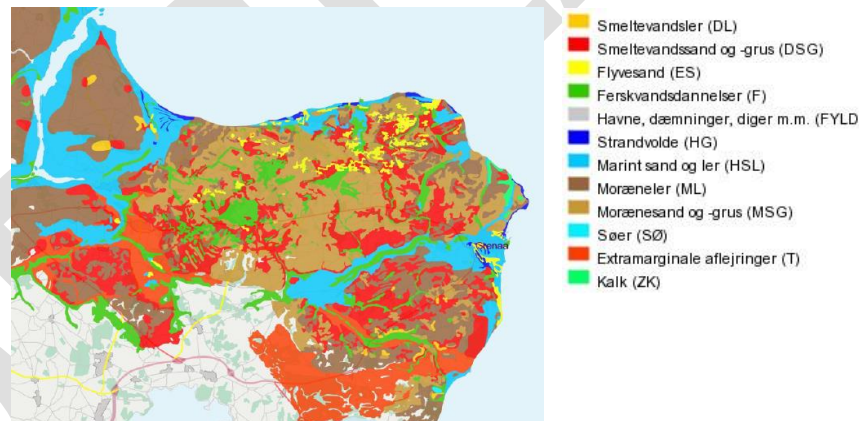 Smeltevandsler (DL)
Smeltevandssand og -grus (DSG)
Flyvesand (ES)
Ferskvandsdannelser (F)
Havne, dæmninger, diger m.m. (FYLD
Strandvolde (HG)
Marint sand og ler (HSL)
Moræneler (ML)
Morænesand og -grus (MSG)
Søer (SØ)
Extramarginale aflejringer (T)
Kalk (ZK)